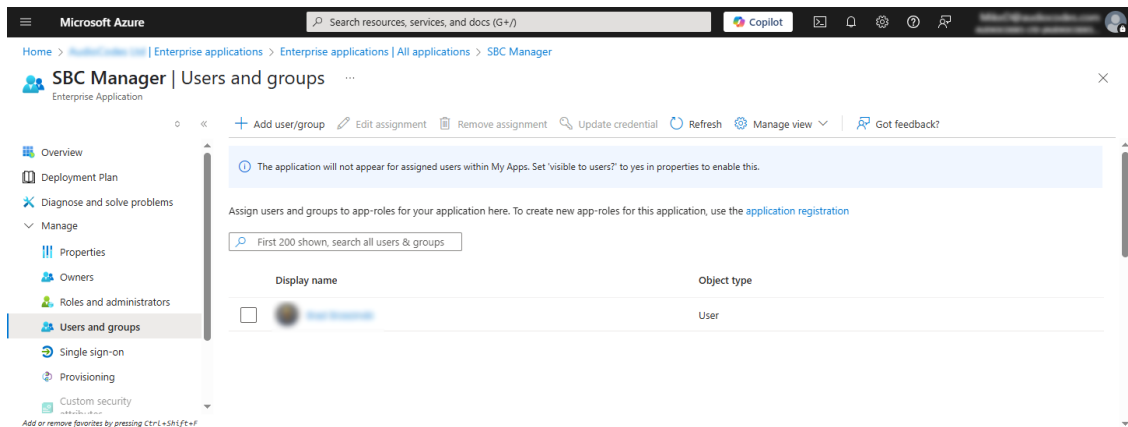 Microsoft Azure
Search resources, services, and docs (G+/)
Copilot
Home > | Enterprise applications > Enterprise applications | All applications > SBC Manager
SBC Manager | Users and groups ...
Enterprise Application
Add user/group Edit assignment Remove assignment Update credential Refresh Manage view Got feedback?
Overview
Deployment Plan
Diagnose and solve problems
Manage
Properties
Owners
Roles and administrators
Users and groups
Single sign-on
Provisioning
Custom security
Add or remove favorites by pressing Ctrl+Shift+F
The application will not appear for assigned users within My Apps. Set 'visible to users?' to yes in properties to enable this.
Assign users and groups to app-roles for your application here. To create new app-roles for this application, use the application registration
First 200 shown, search all users & groups
Display name Object type
User